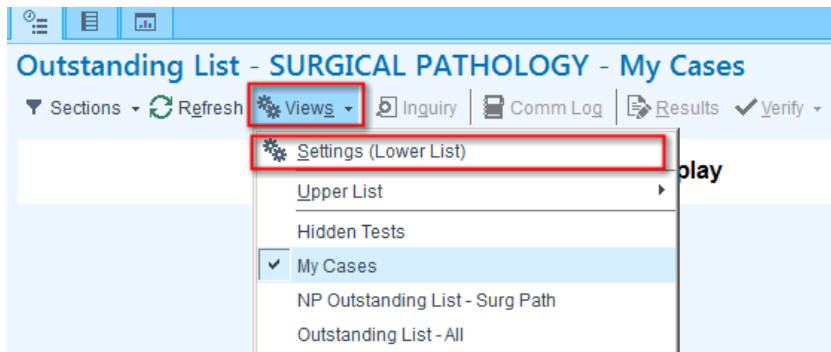 Outstanding List - SURGICAL PATHOLOGY - My Cases
Sections Refresh Views Inquiry Comm Log Results Verify
Settings (Lower List)
play
Upper List
Hidden Tests
My Cases
NP Outstanding List - Surg Path
Outstanding List - All